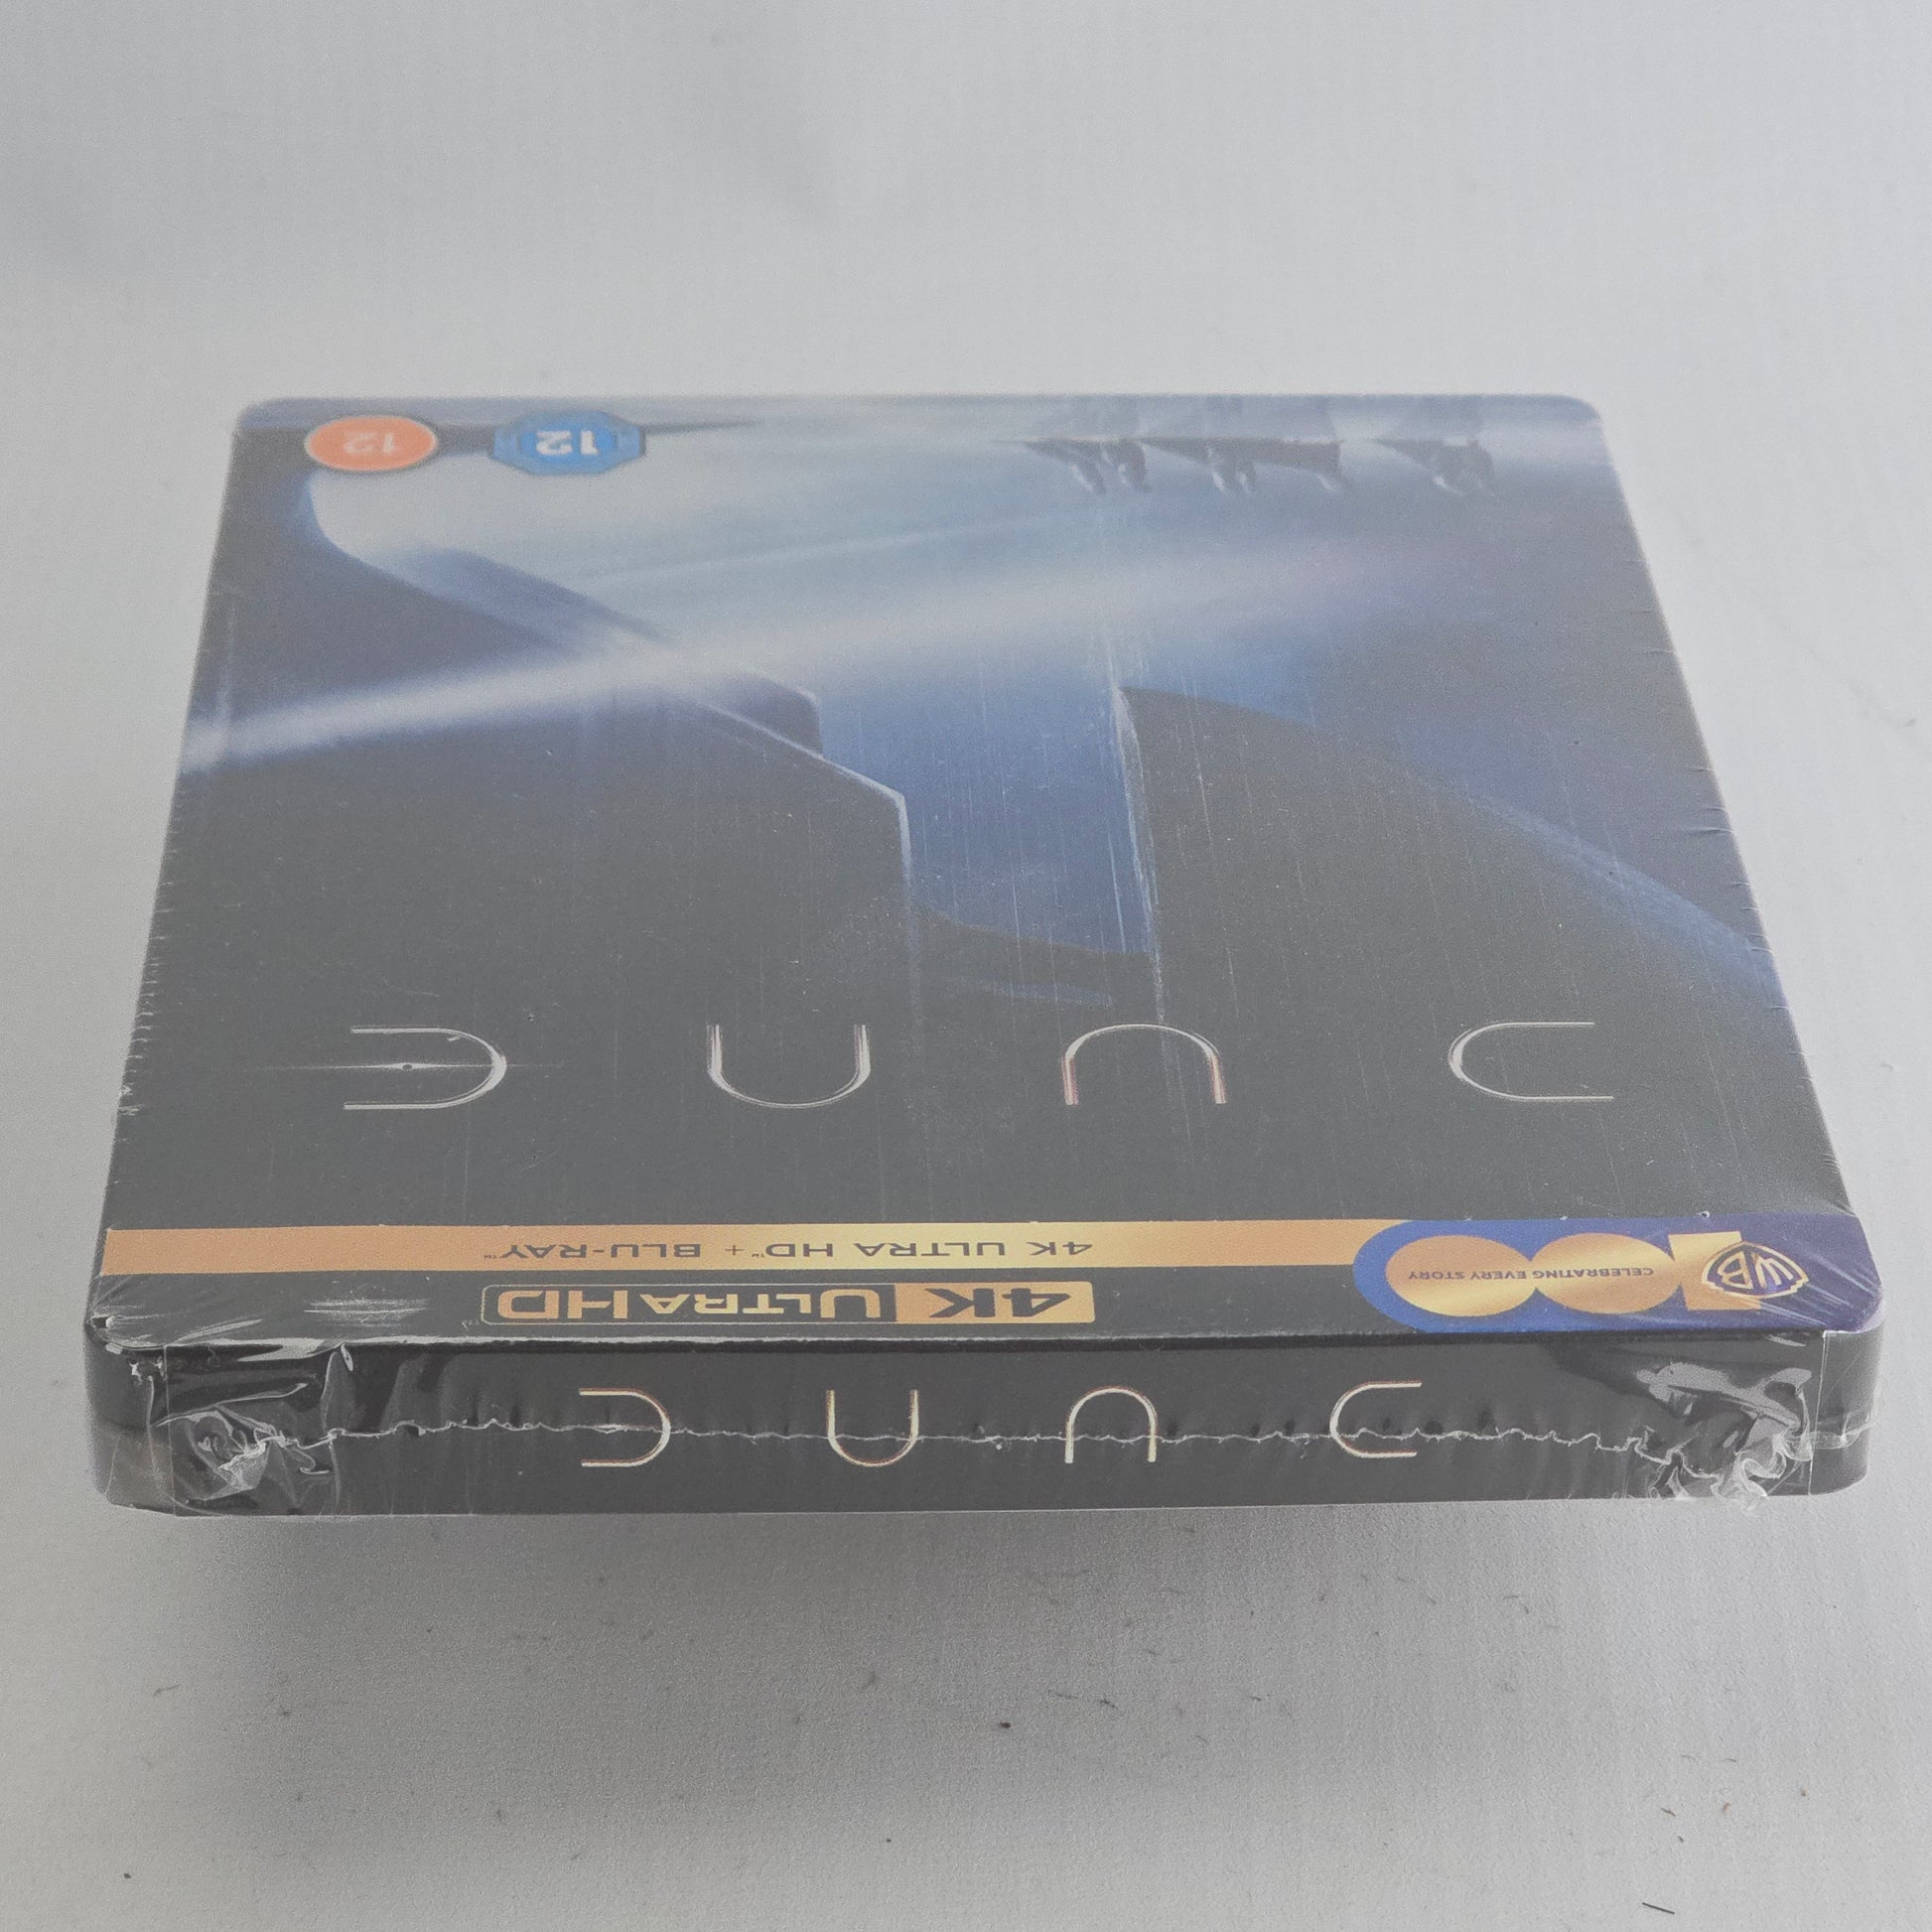 4K ULTRA HD
4K ULTRA HD™ + BLU-RAY™
WB 100
CELEBRATING EVERY STORY
DUNE
12
12
DUNE